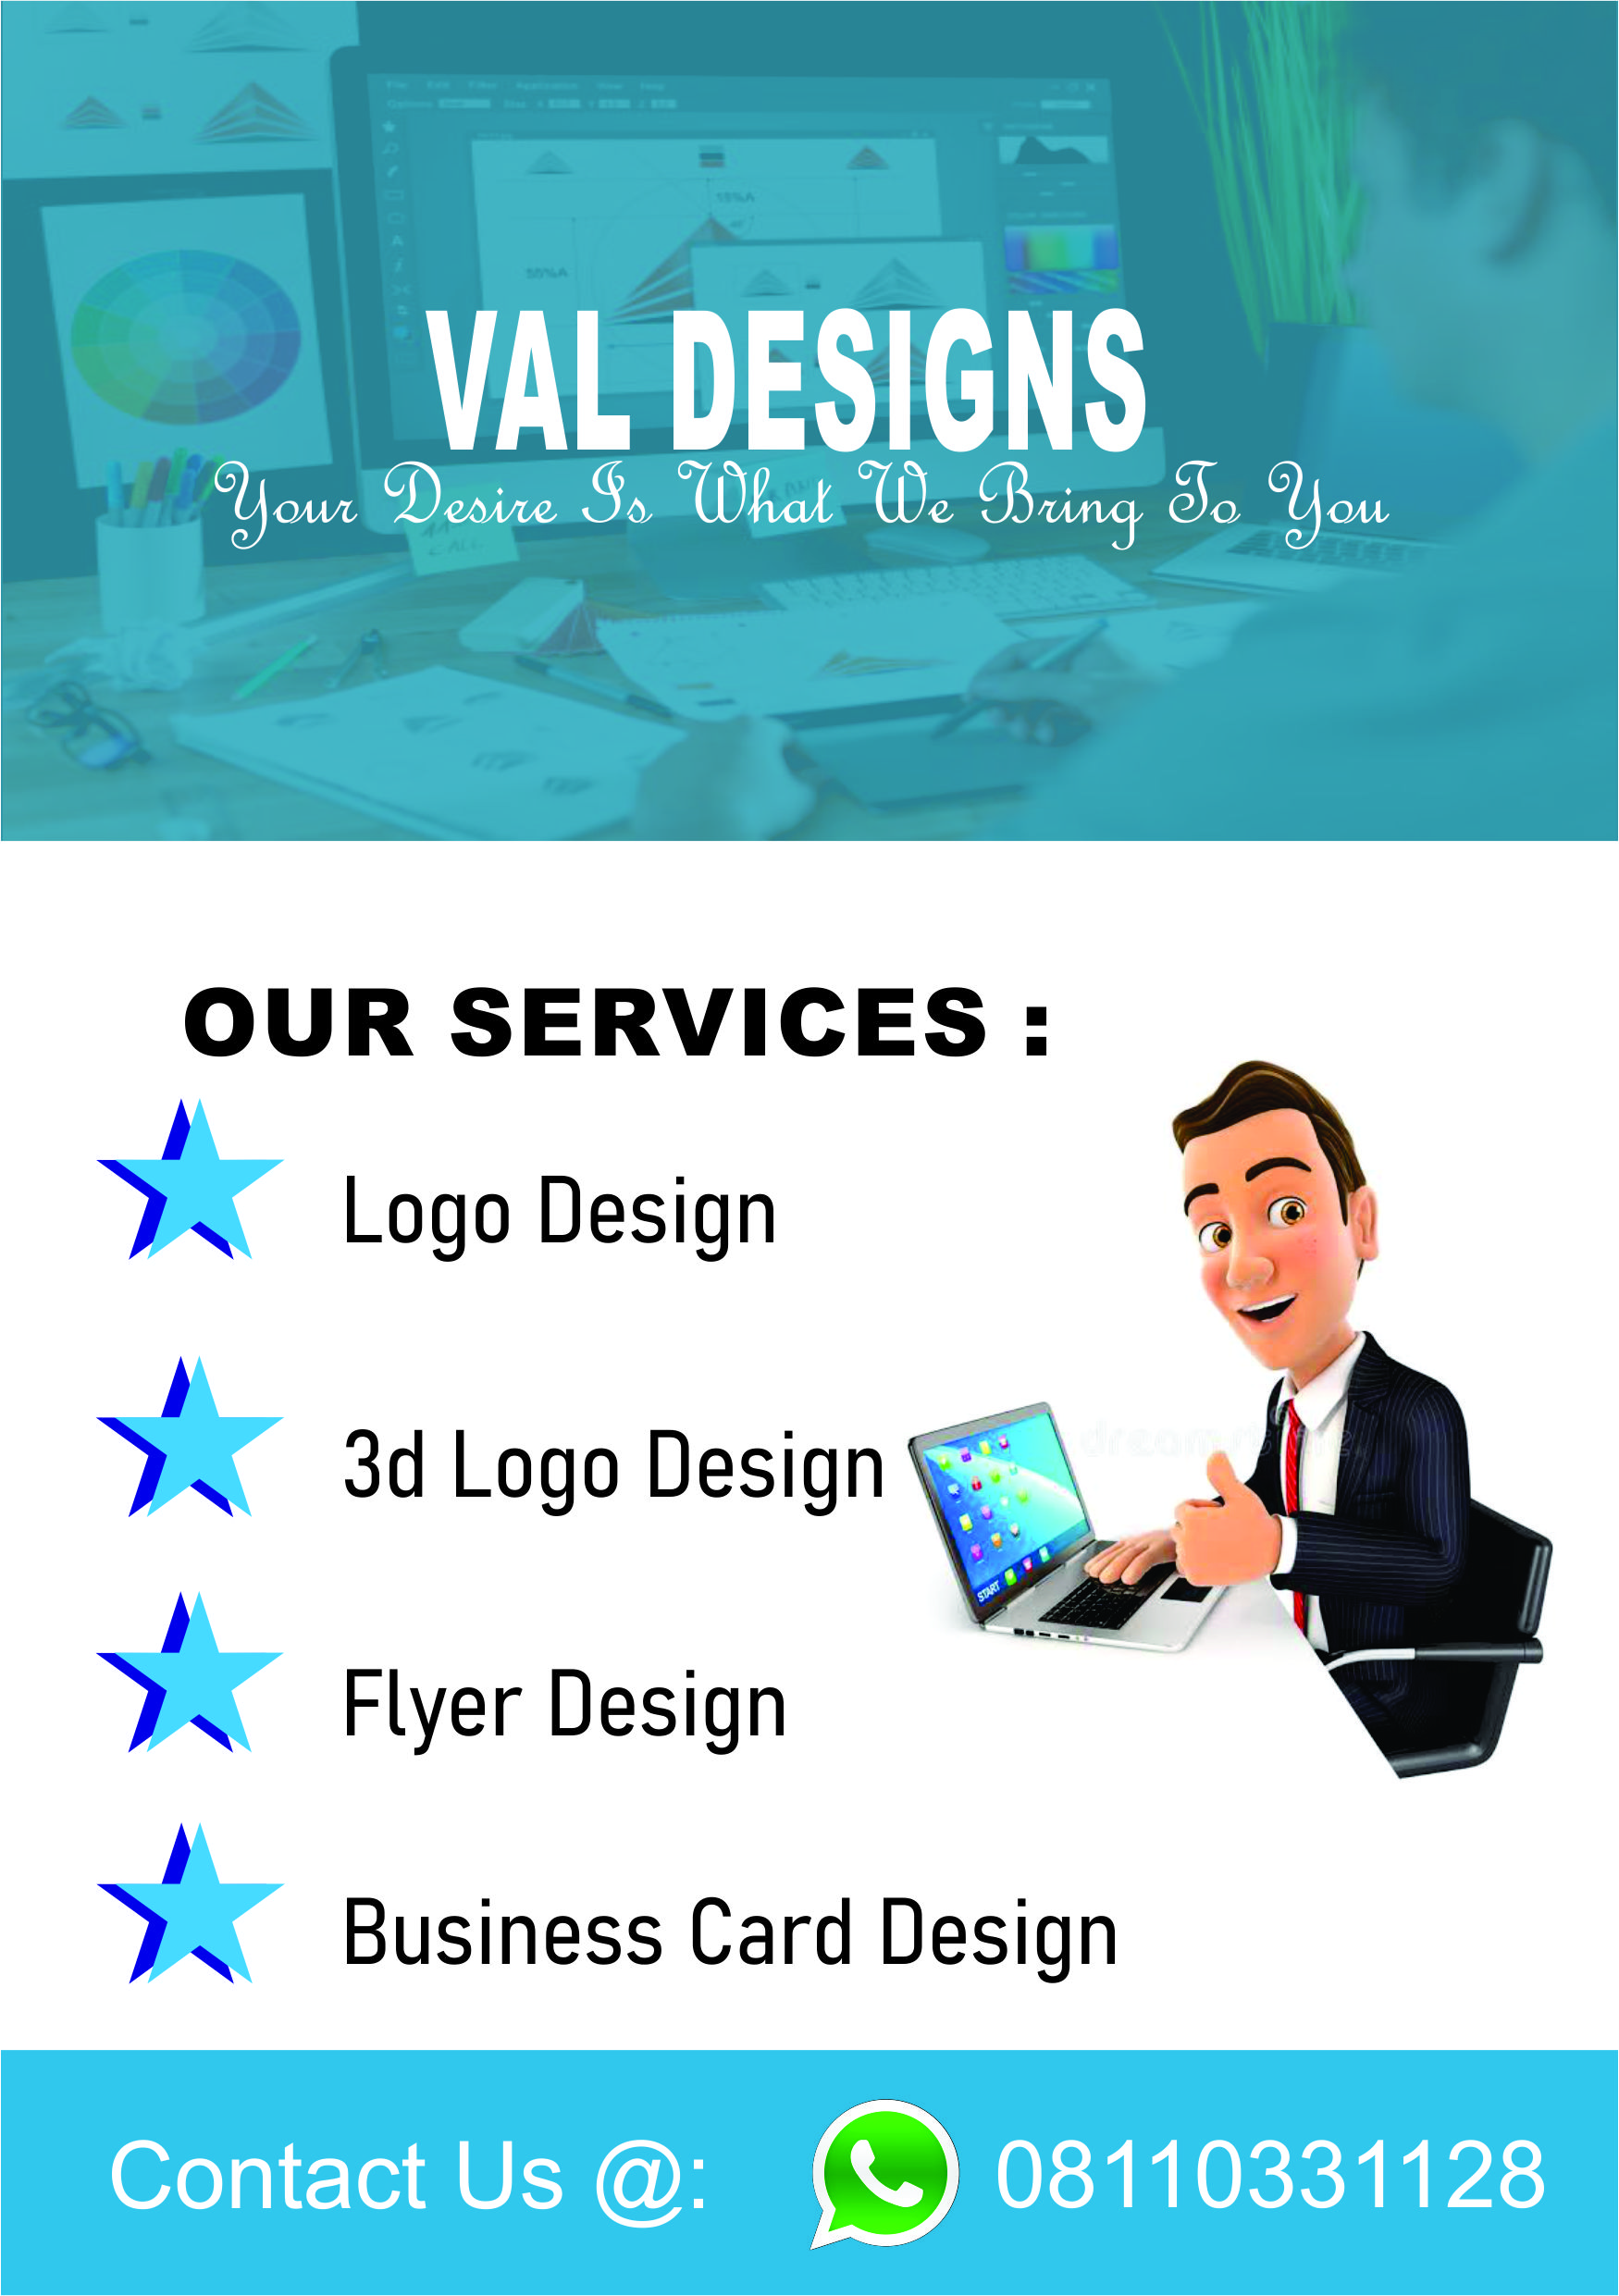 VAL DESIGNS
Your Desire Is What We Bring To You
OUR SERVICES :
Logo Design
3d Logo Design
START
Flyer Design
Business Card Design
Contact Us @: 08110331128